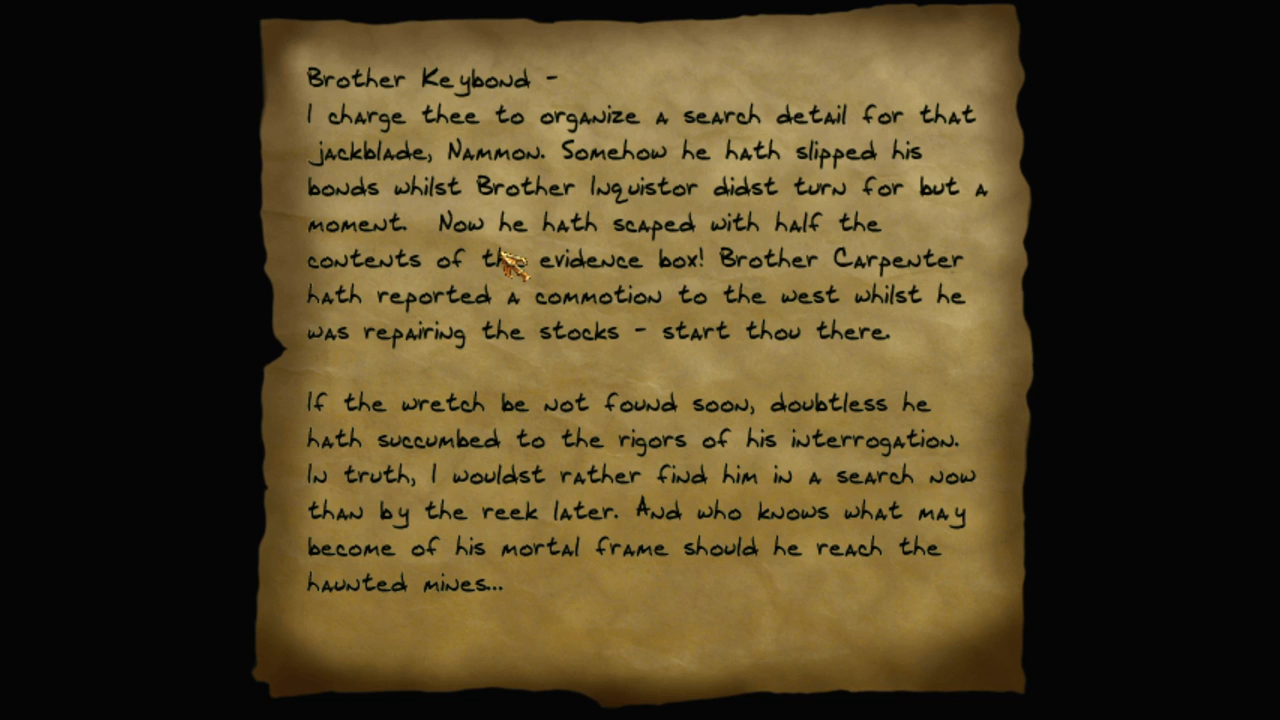 Brother Keybond -
I charge thee to organize a search detail for that
jackblade, Nammon. Somehow he hath slipped his
bonds whilst Brother Inquistor didst turn for but a
moment. Now he hath scaped with half the
contents of the evidence box! Brother Carpenter
hath reported a commotion to the west whilst he
was repairing the stocks - start thou there.
If the wretch be not found soon, doubtless he
hath succumbed to the rigors of his interrogation.
In truth, I wouldst rather find him in a search now
than by the reek later. And who knows what may
become of his mortal frame should he reach the
haunted mines...